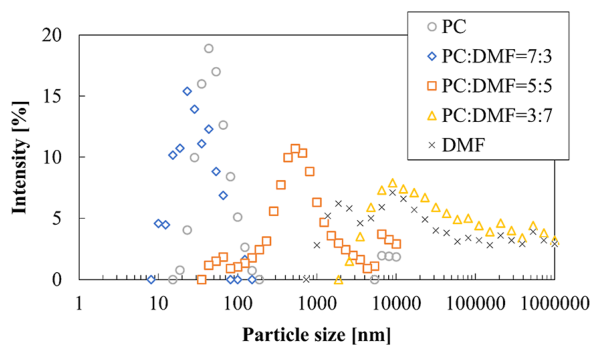 PC
PC:DMF=7:3
PC:DMF=5:5
PC:DMF=3:7
DMF
Intensity [%]
20
15
10
5
0
1 10 100 1000 10000 100000 1000000
Particle size [nm]